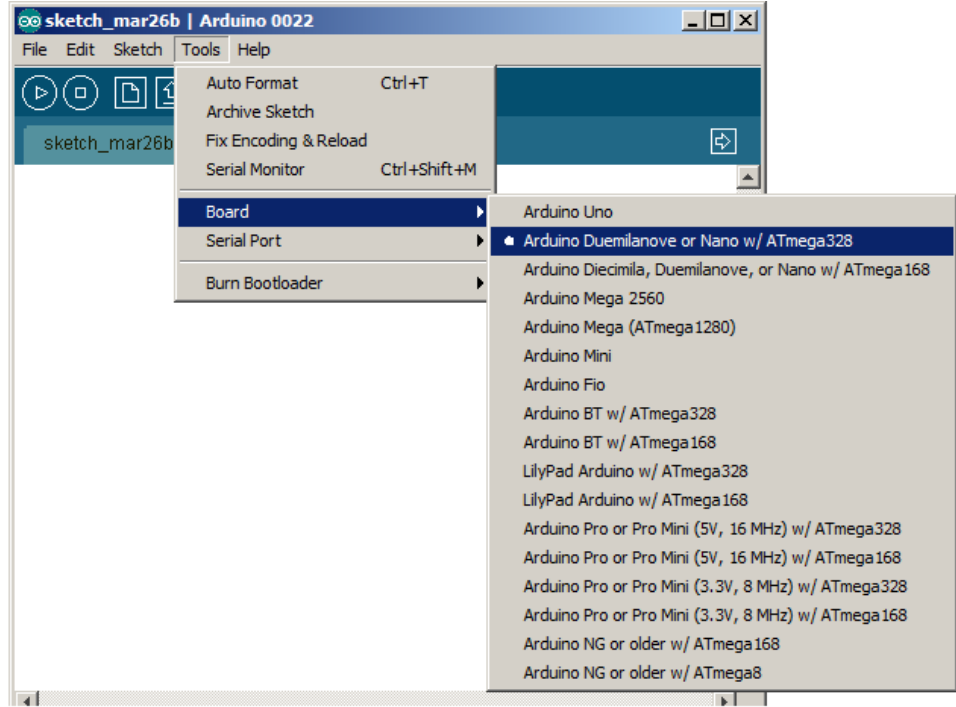 sketch_mar26b | Arduino 0022
File Edit Sketch Tools Help
sketch_mar26b
Auto Format Ctrl+T
Archive Sketch
Fix Encoding & Reload
Serial Monitor Ctrl+Shift+M
Board
Serial Port
Burn Bootloader
Arduino Uno
Arduino Duemilanove or Nano w/ ATmega328
Arduino Diecimila, Duemilanove, or Nano w/ ATmega168
Arduino Mega 2560
Arduino Mega (ATmega1280)
Arduino Mini
Arduino Fio
Arduino BT w/ ATmega328
Arduino BT w/ ATmega168
LilyPad Arduino w/ ATmega328
LilyPad Arduino w/ ATmega168
Arduino Pro or Pro Mini (5V, 16 MHz) w/ ATmega328
Arduino Pro or Pro Mini (5V, 16 MHz) w/ ATmega168
Arduino Pro or Pro Mini (3.3V, 8 MHz) w/ ATmega328
Arduino Pro or Pro Mini (3.3V, 8 MHz) w/ ATmega168
Arduino NG or older w/ ATmega168
Arduino NG or older w/ ATmega8